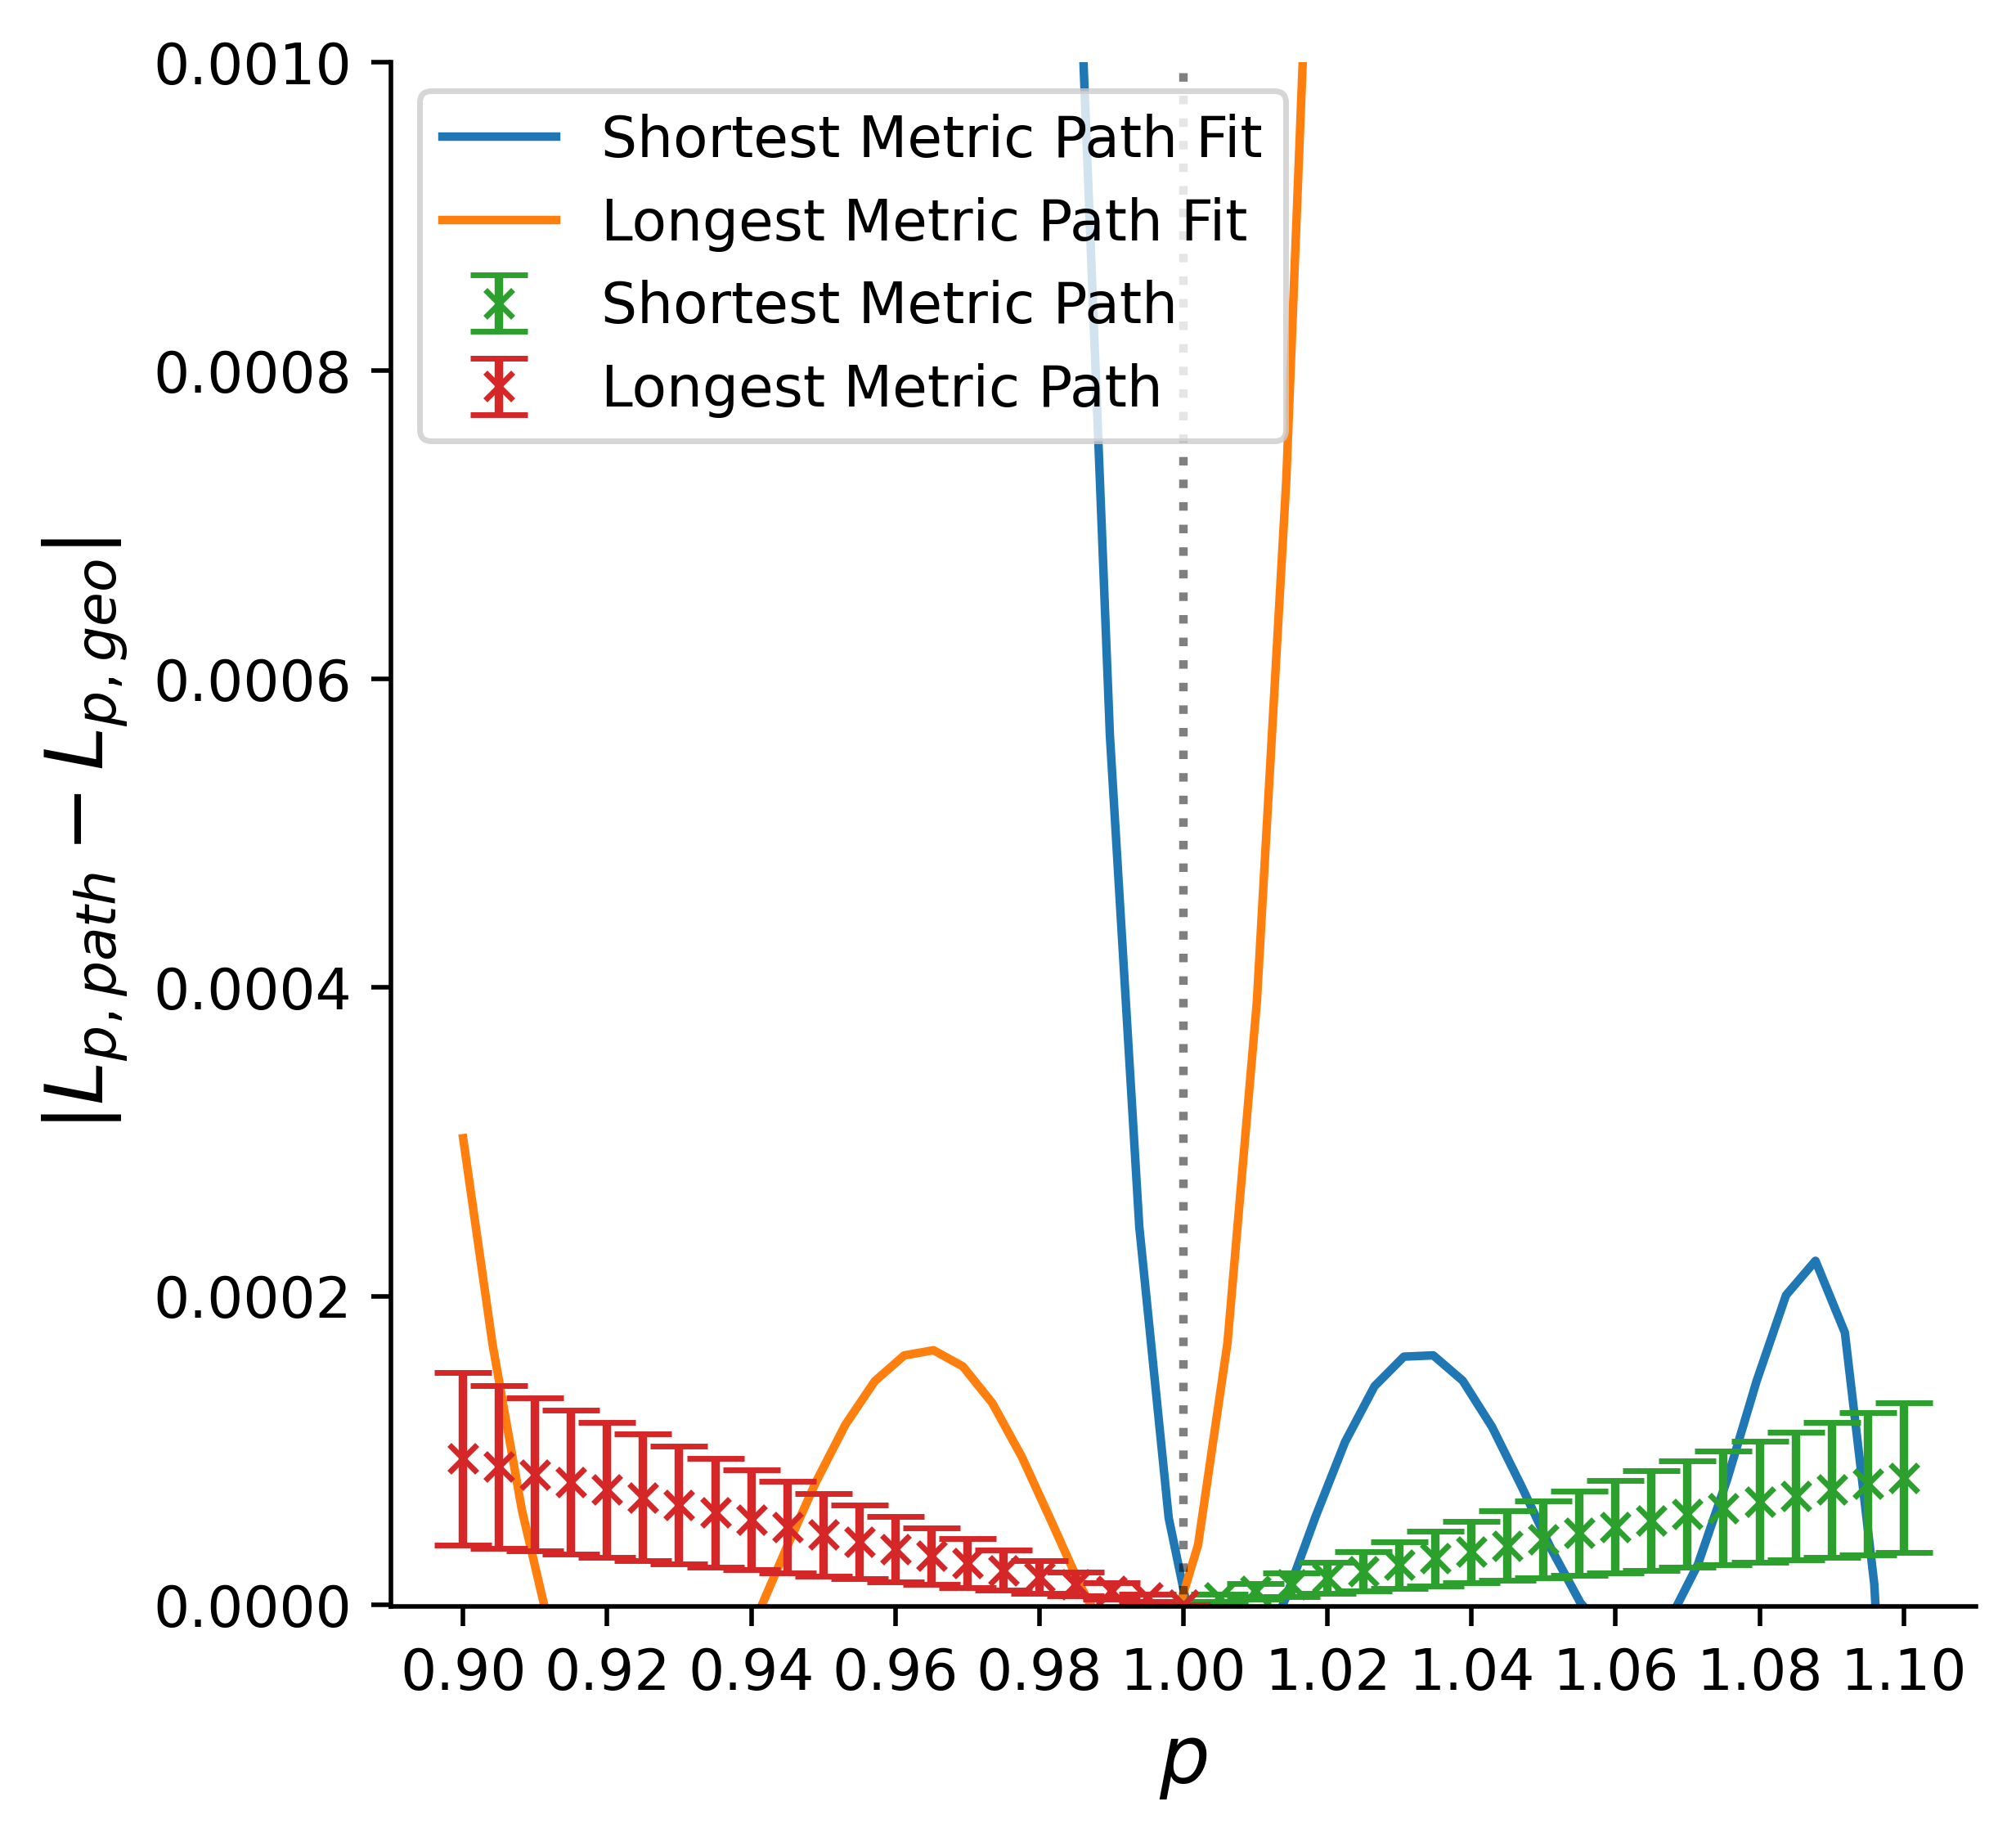 0.0010
0.0008
0.0006
0.0004
0.0002
0.0000
|L_{p,path} − L_{p,geo}|
Shortest Metric Path Fit
Longest Metric Path Fit
Shortest Metric Path
Longest Metric Path
0.90 0.92 0.94 0.96 0.98 1.00 1.02 1.04 1.06 1.08 1.10
p